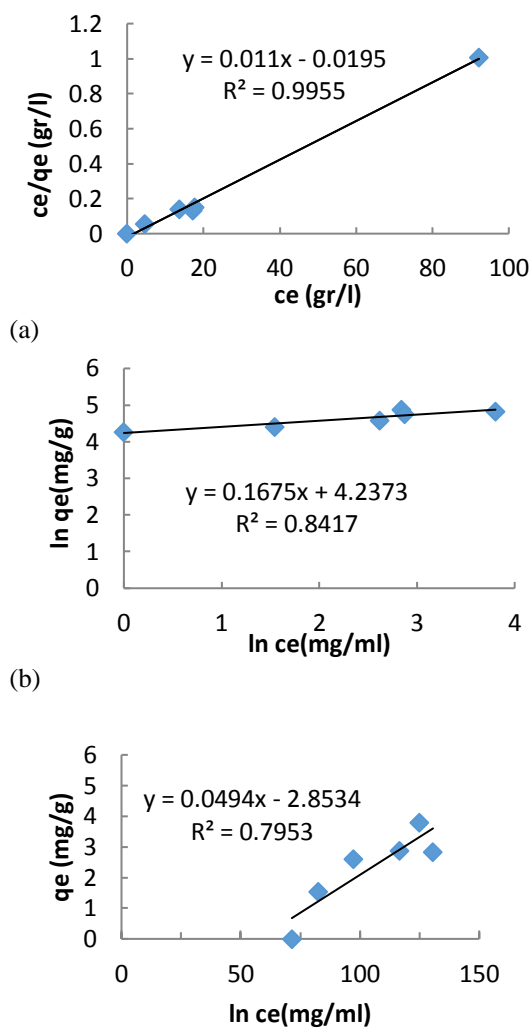 y = 0.011x - 0.0195
R² = 0.9955
1.2
1
0.8
0.6
0.4
0.2
0
ce/qe (gr/l)
0 20 40 60 80 100
ce (gr/l)
(a)
y = 0.1675x + 4.2373
R² = 0.8417
6
5
4
3
2
1
0
ln qe(mg/g)
0 1 2 3 4
ln ce(mg/ml)
(b)
y = 0.0494x - 2.8534
R² = 0.7953
6
5
4
3
2
1
0
qe (mg/g)
0 50 100 150
ln ce(mg/ml)